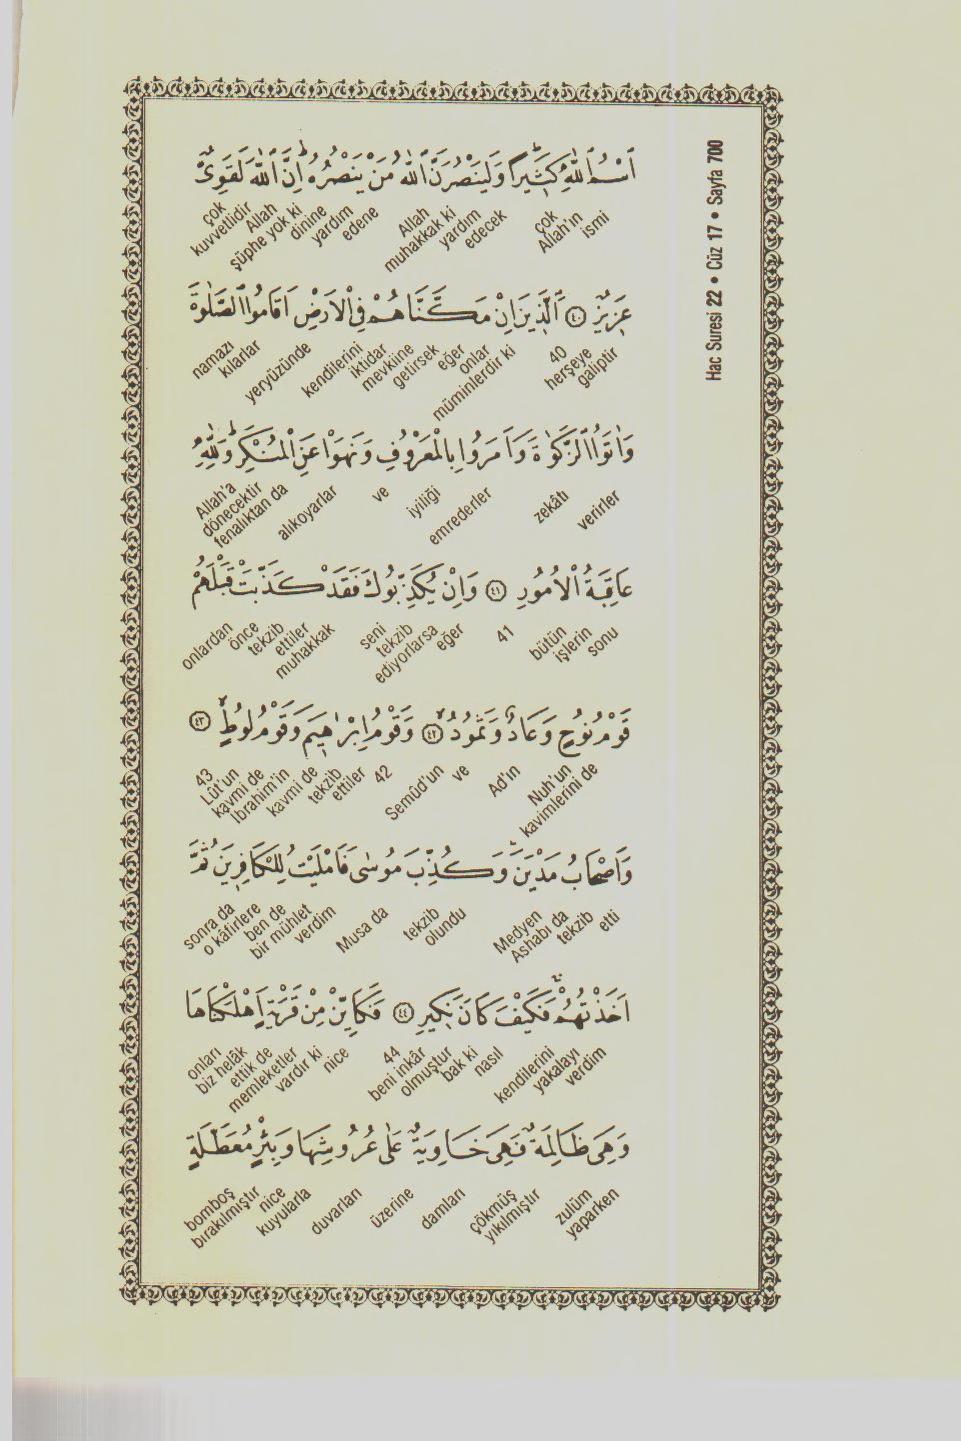 Hac Suresi 22 • Cüz 17 • Sayfa 700
اسْمُ اللّٰهِ كَثِيرًا وَلَيَنْصُرَنَّ اللّٰهُ مَنْ يَنْصُرُهُ اِنَّ اللّٰهَ لَقَوِىٌّ
ismi
Allah'ın
çok
edecek
yardım
muhakkak ki
Allah
edene
yardım
dinine
şüphe yok ki
Allah
kuvvetlidir
çok
عَزِيزٌ ﴿٤٠﴾ اَلَّذِينَ اِنْ مَكَّنَّاهُمْ فِى الْاَرْضِ اَقَامُوا الصَّلٰوةَ
galiptir
herşeye
40
müminlerdir ki
onlar
eğer
getirsek
mevkiine
iktidar
kendilerini
yeryüzünde
kılarlar
namazı
وَاٰتَوُا الزَّكٰوةَ وَاَمَرُوا بِالْمَعْرُوفِ وَنَهَوْا عَنِ الْمُنْكَرِ وَلِلّٰهِ
verirler
zekâtı
emrederler
iyiliği
ve
alıkoyarlar
fenalıktan da
dönecektir
Allah'a
عَاقِبَةُ الْاُمُورِ ﴿٤١﴾ وَاِنْ يُكَذِّبُوكَ فَقَدْ كَذَّبَتْ قَبْلَهُمْ
sonu
işlerin
bütün
41
eğer
ediyorlarsa
tekzib
seni
muhakkak
ettiler
tekzib
önce
onlardan
قَوْمُ نُوحٍ وَعَادٌ وَثَمُودُ ﴿٤٢﴾ وَقَوْمُ اِبْرٰهِيمَ وَقَوْمُ لُوطٍ ﴿٤٣﴾
kavimlerini de
Nuh'un
Ad'ın
ve
Semûd'un
42
ettiler
tekzib
kavmi de
İbrahim'in
kavmi de
Lût'un
43
وَاَصْحَابُ مَدْيَنَ وَكُذِّبَ مُوسٰى فَاَمْلَيْتُ لِلْكَافِرِينَ ثُمَّ
etti
tekzib
Ashabı da
Medyen
olundu
tekzib
Musa da
verdim
bir mühlet
ben de
o kâfirlere
sonra da
اَخَذْتُهُمْ فَكَيْفَ كَانَ نَكِيرِ ﴿٤٤﴾ فَكَاَيِّنْ مِنْ قَرْيَةٍ اَهْلَكْنَاهَا
verdim
yakalayı
kendilerini
nasıl
bak ki
olmuştur
beni inkâr
44
nice
vardır ki
memleketler
ettik de
biz helâk
onları
وَهِىَ ظَالِمَةٌ فَهِىَ خَاوِيَةٌ عَلٰى عُرُوشِهَا وَبِئْرٍ مُعَطَّلَةٍ
yaparken
zulüm
yıkılmıştır
çökmüş
damları
üzerine
duvarları
kuyularla
nice
bırakılmıştır
bomboş